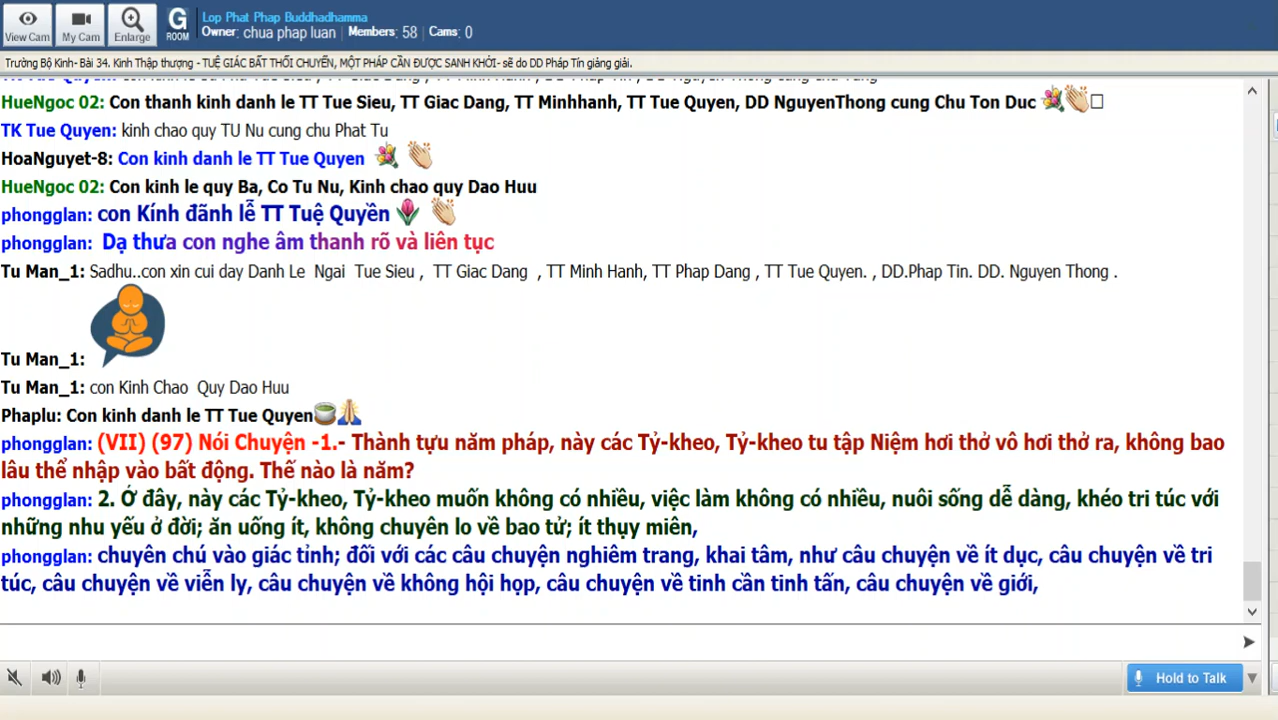 View Cam
My Cam
Enlarge
G
ROOM
Lop Phat Phap Buddhadhamma
Owner: chua phap luan | Members: 58 | Cams: 0
Trường Bộ Kinh- Bài 34. Kinh Thập thượng - TUỆ GIÁC BẤT THỐI CHUYỂN, MỘT PHÁP CẦN ĐƯỢC SANH KHỞI- sẽ do DD Pháp Tín giảng giải.
HueNgoc 02: Con thanh kinh danh le TT Tue Sieu, TT Giac Dang, TT Minhhanh, TT Tue Quyen, DD NguyenThong cung Chu Ton Duc
TK Tue Quyen: kinh chao quy TU Nu cung chu Phat Tu
HoaNguyet-8: Con kinh danh le TT Tue Quyen
HueNgoc 02: Con kinh le quy Ba, Co Tu Nu, Kinh chao quy Dao Huu
phongglan: con Kính đãnh lễ TT Tuệ Quyền
phongglan: Dạ thưa con nghe âm thanh rõ và liên tục
Tu Man_1: Sadhu..con xin cui day Danh Le Ngai Tue Sieu , TT Giac Dang , TT Minh Hanh, TT Phap Dang , TT Tue Quyen. , DD.Phap Tin. DD. Nguyen Thong .
Tu Man_1:
Tu Man_1: con Kinh Chao Quy Dao Huu
Phaplu: Con kinh danh le TT Tue Quyen
phongglan: (VII) (97) Nói Chuyện -1.- Thành tựu năm pháp, này các Tỷ-kheo, Tỷ-kheo tu tập Niệm hơi thở vô hơi thở ra, không bao
lâu thể nhập vào bất động. Thế nào là năm?
phongglan: 2. Ở đây, này các Tỷ-kheo, Tỷ-kheo muốn không có nhiều, việc làm không có nhiều, nuôi sống dễ dàng, khéo tri túc với
những nhu yếu ở đời; ăn uống ít, không chuyên lo về bao tử; ít thụy miên,
phongglan: chuyên chú vào giác tỉnh; đối với các câu chuyện nghiêm trang, khai tâm, như câu chuyện về ít dục, câu chuyện về tri
túc, câu chuyện về viễn ly, câu chuyện về không hội họp, câu chuyện về tinh cần tinh tấn, câu chuyện về giới,
Hold to Talk